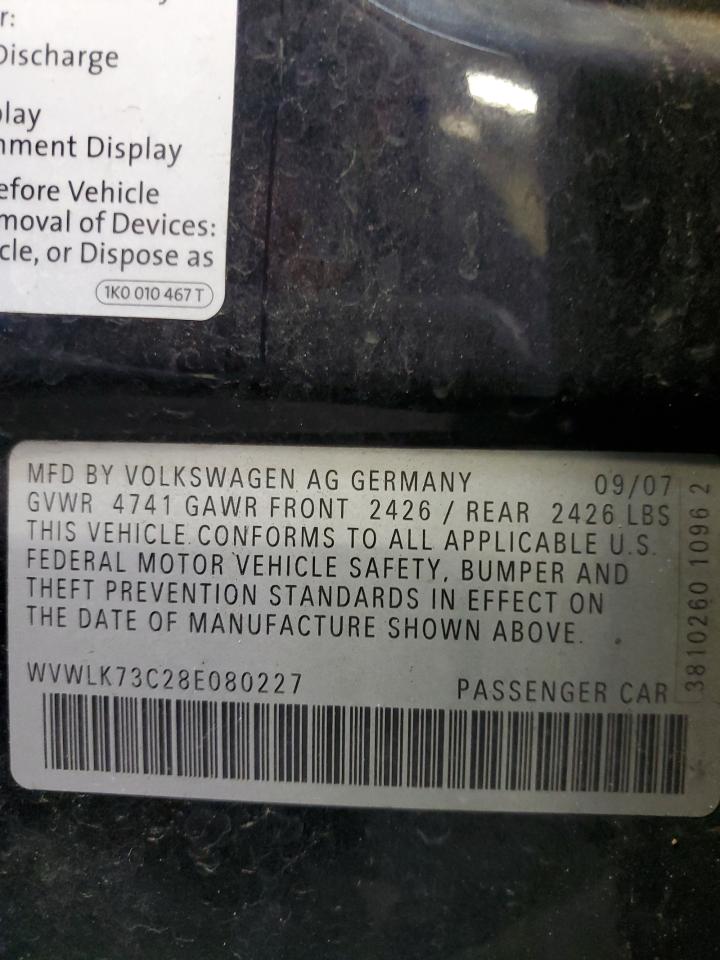 r:
Discharge
play
nment Display
efore Vehicle
moval of Devices:
cle, or Dispose as
1K0 010 467 T
MFD BY VOLKSWAGEN AG GERMANY 09/07
GVWR 4741 GAWR FRONT 2426 / REAR 2426 LBS
THIS VEHICLE CONFORMS TO ALL APPLICABLE U.S.
FEDERAL MOTOR VEHICLE SAFETY, BUMPER AND
THEFT PREVENTION STANDARDS IN EFFECT ON
THE DATE OF MANUFACTURE SHOWN ABOVE.
WVWLK73C28E080227 PASSENGER CAR
3810260 1096 2